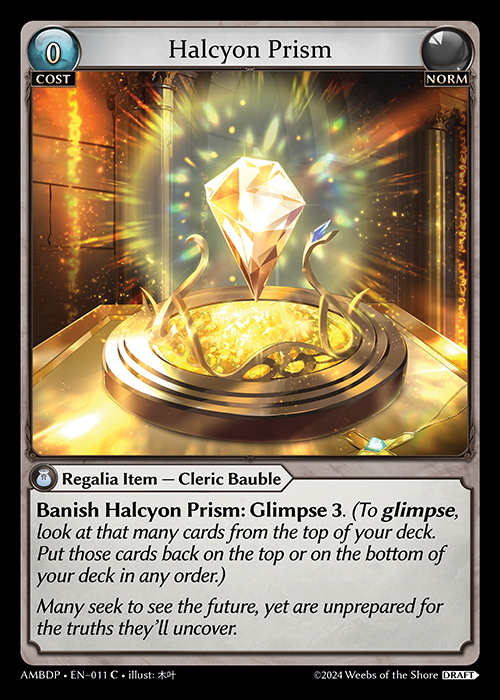 0
Halcyon Prism
COST
NORM
Regalia Item — Cleric Bauble
Banish Halcyon Prism: Glimpse 3. (To glimpse,
look at that many cards from the top of your deck.
Put those cards back on the top or on the bottom of
your deck in any order.)
Many seek to see the future, yet are unprepared for
the truths they’ll uncover.
AMBDP • EN–011 C • illust: 木叶
©2024 Weebs of the Shore DRAFT